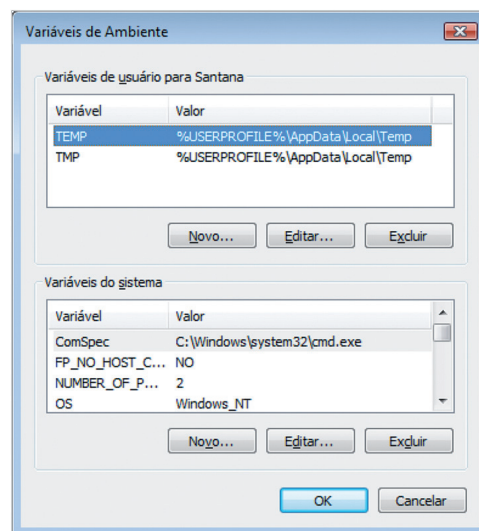 Variáveis de Ambiente
Variáveis de usuário para Santana
Variável Valor
TEMP %USERPROFILE%\AppData\Local\Temp
TMP %USERPROFILE%\AppData\Local\Temp
Novo... Editar... Excluir
Variáveis do sistema
Variável Valor
ComSpec C:\Windows\system32\cmd.exe
FP_NO_HOST_C... NO
NUMBER_OF_P... 2
OS Windows_NT
Novo... Editar... Excluir
OK Cancelar